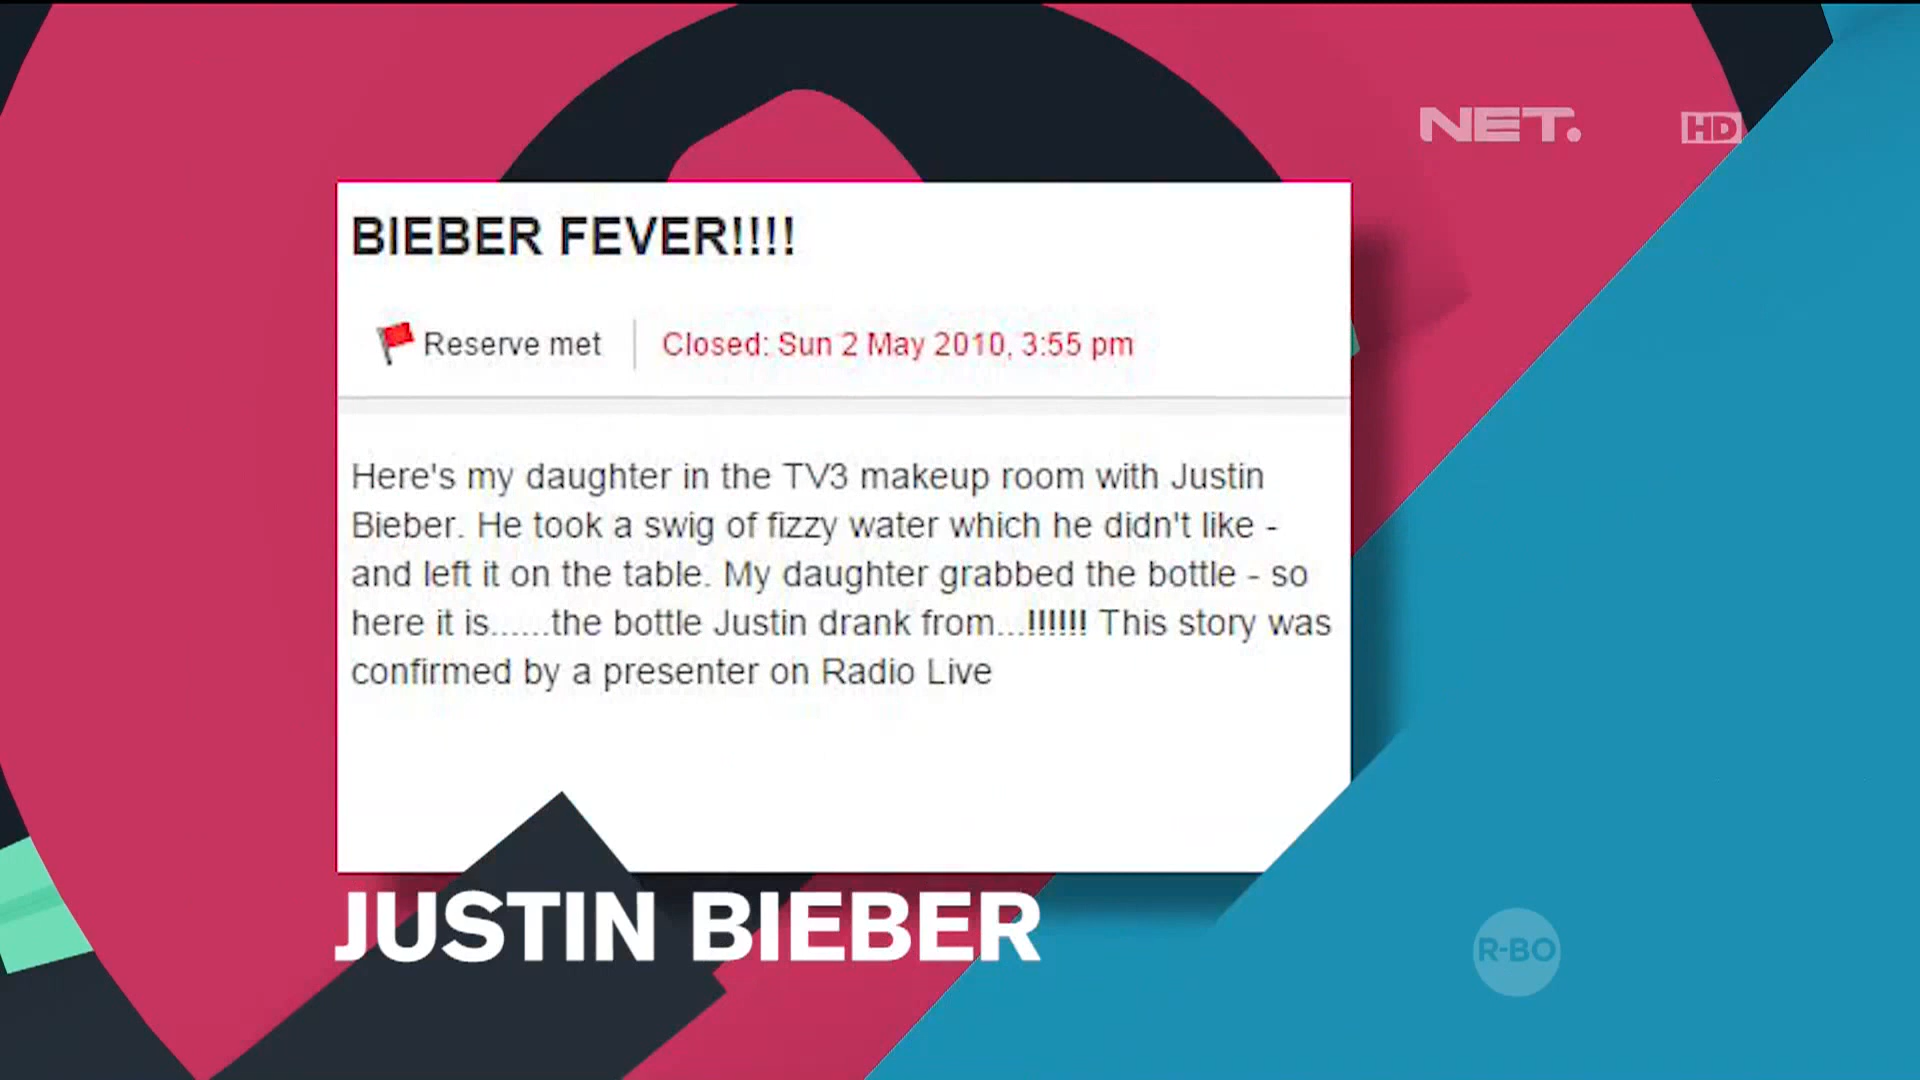 NET.
HD
BIEBER FEVER!!!!
Reserve met
Closed: Sun 2 May 2010, 3:55 pm
Here's my daughter in the TV3 makeup room with Justin
Bieber. He took a swig of fizzy water which he didn't like -
and left it on the table. My daughter grabbed the bottle - so
here it is......the bottle Justin drank from...!!!!!! This story was
confirmed by a presenter on Radio Live
JUSTIN BIEBER
R-BO